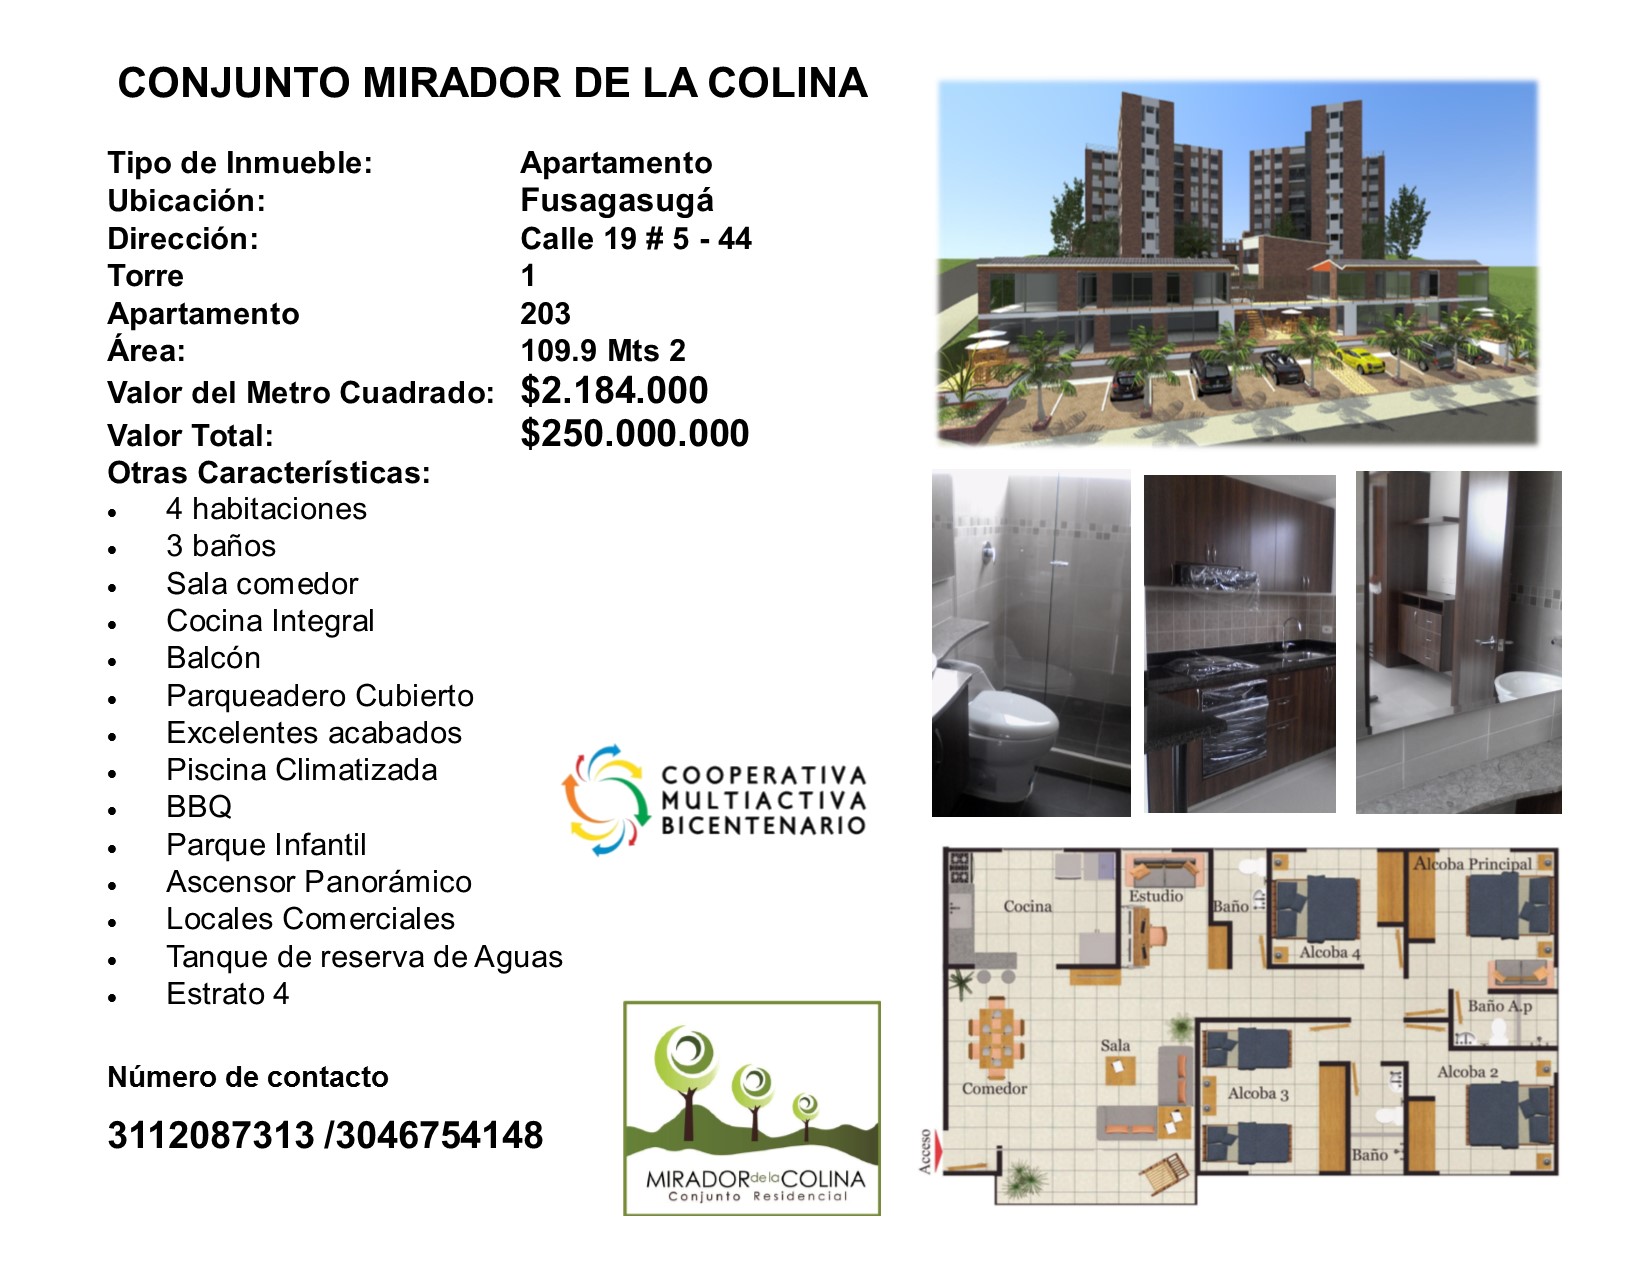 CONJUNTO MIRADOR DE LA COLINA
Tipo de Inmueble: Apartamento
Ubicación: Fusagasugá
Dirección: Calle 19 # 5 - 44
Torre 1
Apartamento 203
Área: 109.9 Mts 2
Valor del Metro Cuadrado: $2.184.000
Valor Total: $250.000.000
Otras Características:
• 4 habitaciones
• 3 baños
• Sala comedor
• Cocina Integral
• Balcón
• Parqueadero Cubierto
• Excelentes acabados
• Piscina Climatizada
• BBQ
• Parque Infantil
• Ascensor Panorámico
• Locales Comerciales
• Tanque de reserva de Aguas
• Estrato 4
Número de contacto
3112087313 /3046754148
COOPERATIVA
MULTIACTIVA
BICENTENARIO
MIRADORdelaCOLINA
Conjunto Residencial
Alcoba Principal
Estudio
Cocina
Baño
Alcoba 4
Baño A.p
Sala
Alcoba 2
Comedor
Alcoba 3
Acceso
Baño